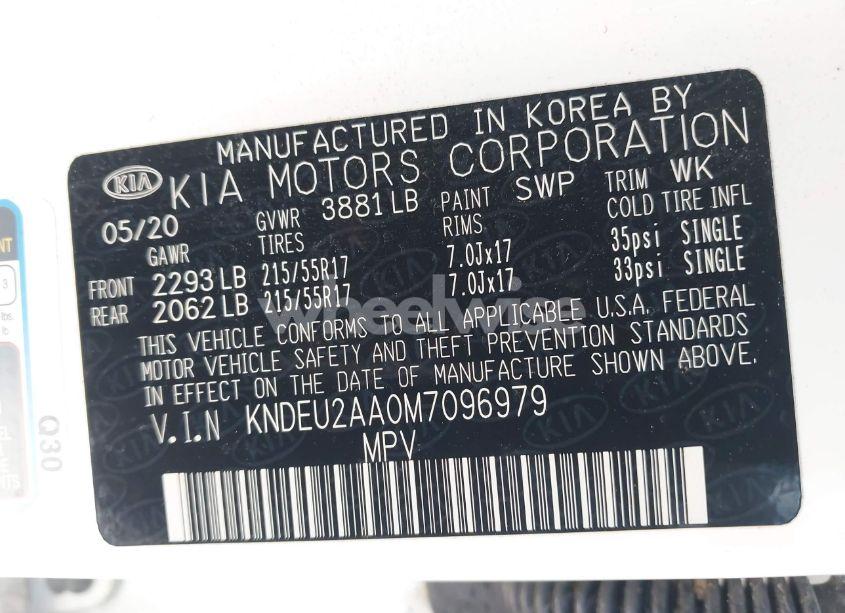 MANUFACTURED IN KOREA BY
KIA KIA MOTORS CORPORATION
05/20 GVWR 3881 LB PAINT SWP TRIM WK
GAWR TIRES RIMS COLD TIRE INFL
FRONT 2293 LB 215/55R17 7.0Jx17 35psi SINGLE
REAR 2062 LB 215/55R17 7.0Jx17 33psi SINGLE
wheelwise
THIS VEHICLE CONFORMS TO ALL APPLICABLE U.S.A. FEDERAL
MOTOR VEHICLE SAFETY AND THEFT PREVENTION STANDARDS
IN EFFECT ON THE DATE OF MANUFACTURE SHOWN ABOVE.
V.I.N KNDEU2AA0M7096979
MPV
Q30